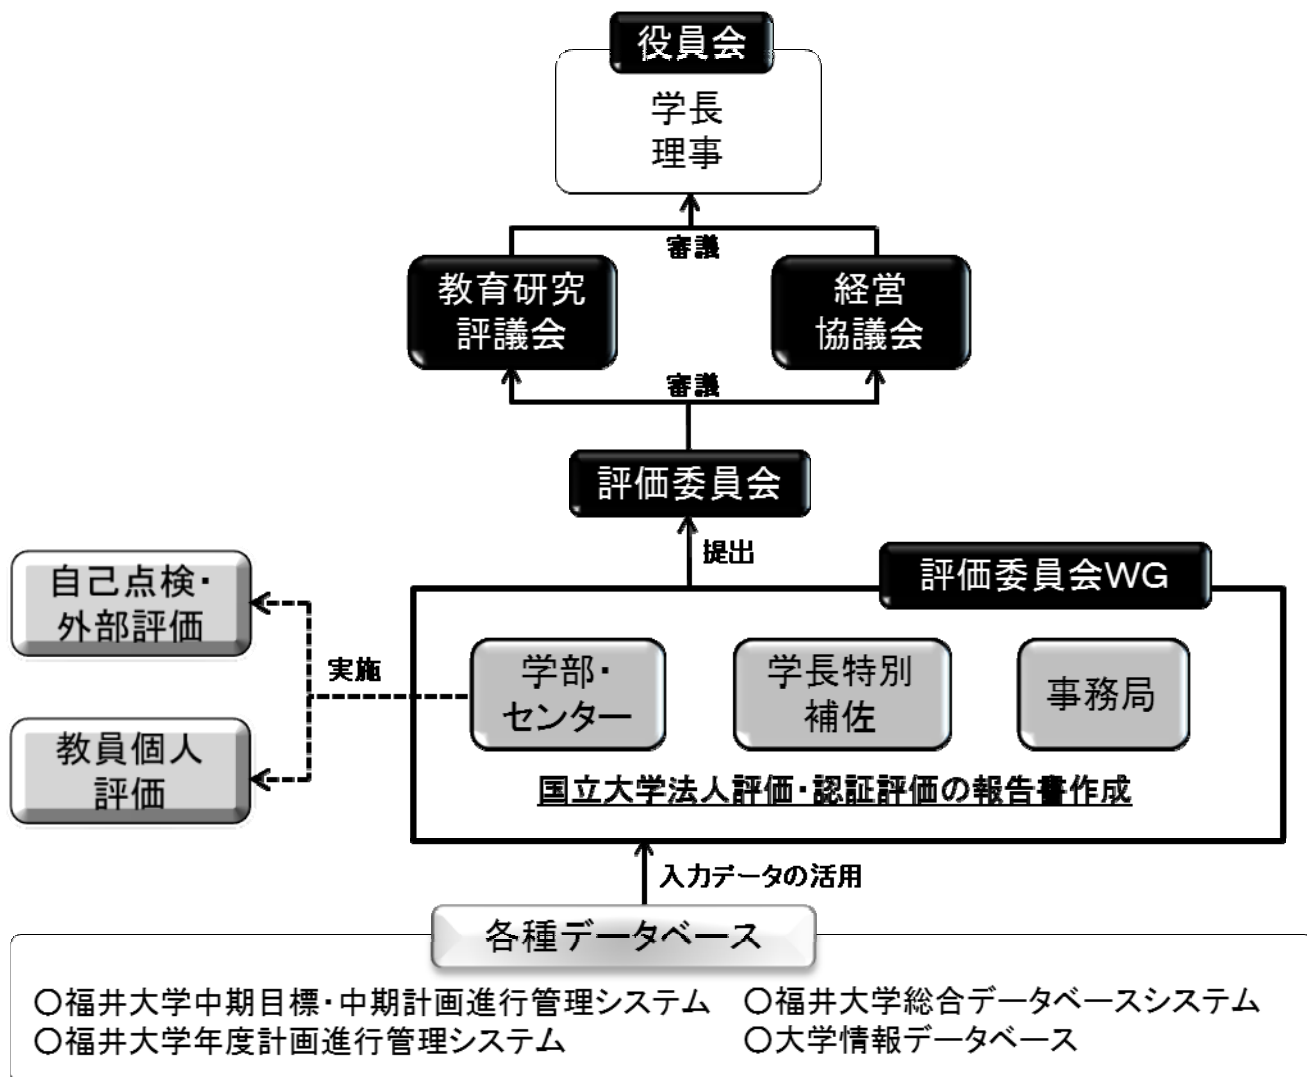 役員会
学長
理事
審議
教育研究
評議会
経営
協議会
審議
評価委員会
提出
評価委員会WG
自己点検・
外部評価
実施
教員個人
評価
学部・
センター
学長特別
補佐
事務局
国立大学法人評価・認証評価の報告書作成
入力データの活用
各種データベース
○福井大学中期目標・中期計画進行管理システム
○福井大学総合データベースシステム
○福井大学年度計画進行管理システム
○大学情報データベース